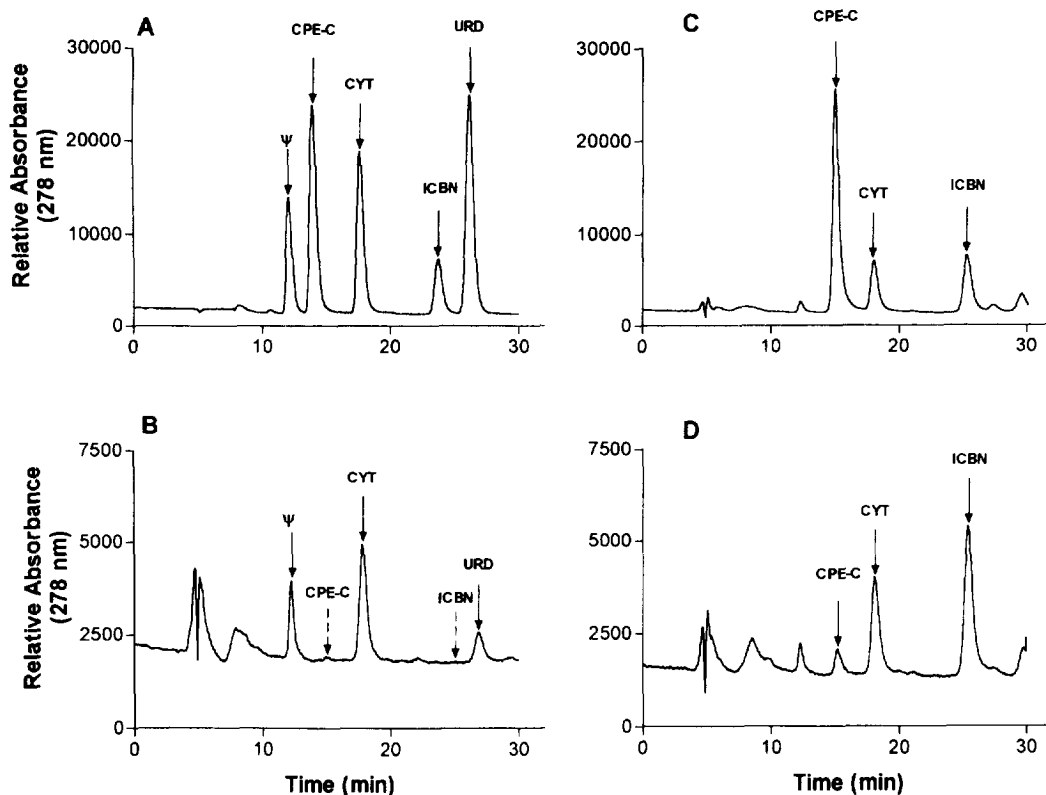 A
CPE-C
URD
CYT
Ψ
ICBN
30000
20000
10000
0
0 10 20 30
Relative Absorbance
(278 nm)
C
CPE-C
CYT
ICBN
30000
20000
10000
0
0 10 20 30
B
CYT
Ψ
CPE-C
ICBN
URD
7500
5000
2500
0
0 10 20 30
Relative Absorbance
(278 nm)
Time (min)
D
ICBN
CYT
CPE-C
7500
5000
2500
0
0 10 20 30
Time (min)